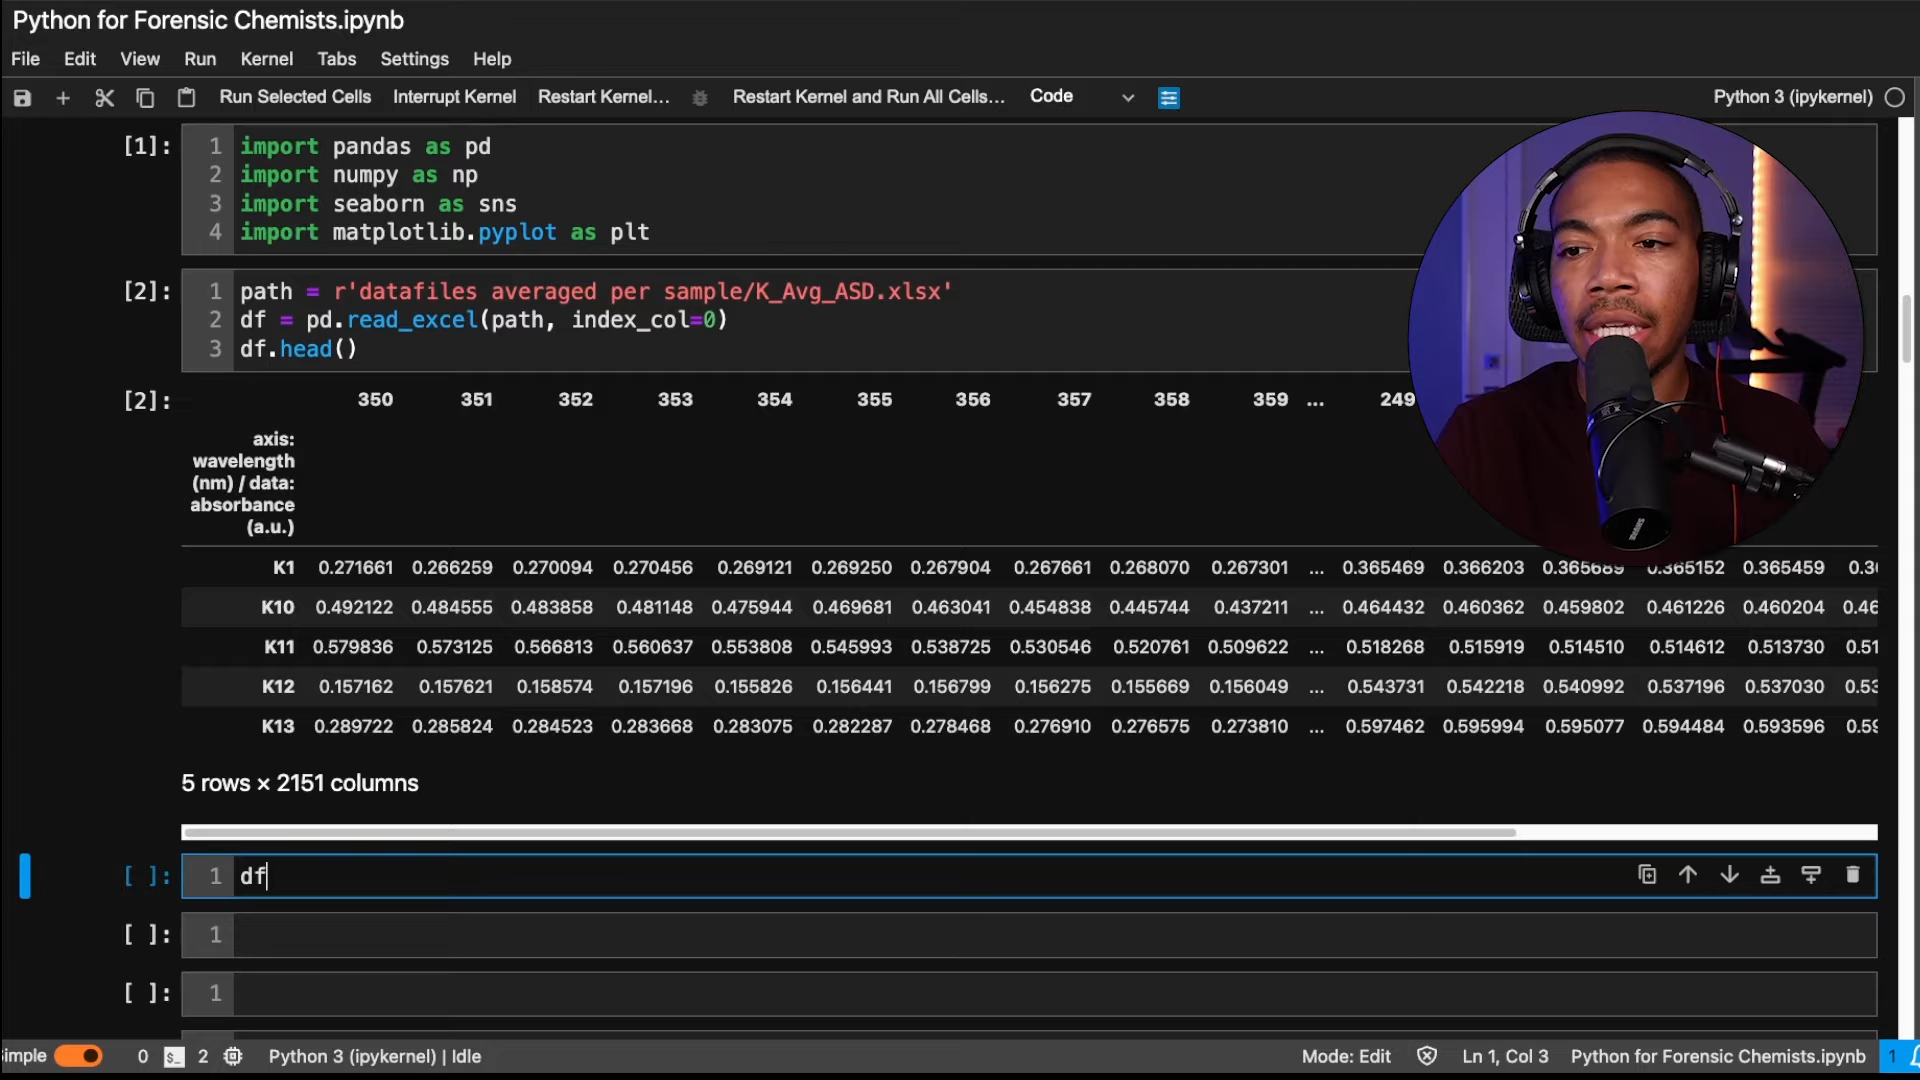 Python for Forensic Chemists.ipynb
File Edit View Run Kernel Tabs Settings Help
Run Selected Cells Interrupt Kernel Restart Kernel... Restart Kernel and Run All Cells... Code Python 3 (ipykernel)
[1]: 1 import pandas as pd
2 import numpy as np
3 import seaborn as sns
4 import matplotlib.pyplot as plt
[2]: 1 path = r'datafiles averaged per sample/K_Avg_ASD.xlsx'
2 df = pd.read_excel(path, index_col=0)
3 df.head()
[2]: 350 351 352 353 354 355 356 357 358 359 ... 249
axis:
wavelength
(nm) / data:
absorbance
(a.u.)
K1 0.271661 0.266259 0.270094 0.270456 0.269121 0.269250 0.267904 0.267661 0.268070 0.267301 ... 0.365469 0.366203 0.365689 0.365152 0.365459 0.3
K10 0.492122 0.484555 0.483858 0.481148 0.475944 0.469681 0.463041 0.454838 0.445744 0.437211 ... 0.464432 0.460362 0.459802 0.461226 0.460204 0.46
K11 0.579836 0.573125 0.566813 0.560637 0.553808 0.545993 0.538725 0.530546 0.520761 0.509622 ... 0.518268 0.515919 0.514510 0.514612 0.513730 0.51
K12 0.157162 0.157621 0.158574 0.157196 0.155826 0.156441 0.156799 0.156275 0.155669 0.156049 ... 0.543731 0.542218 0.540992 0.537196 0.537030 0.53
K13 0.289722 0.285824 0.284523 0.283668 0.283075 0.282287 0.278468 0.276910 0.276575 0.273810 ... 0.597462 0.595994 0.595077 0.594484 0.593596 0.59
5 rows × 2151 columns
[ ]: 1 df
[ ]: 1
[ ]: 1
imple 0 $_ 2 Python 3 (ipykernel) | Idle Mode: Edit Ln 1, Col 3 Python for Forensic Chemists.ipynb 1